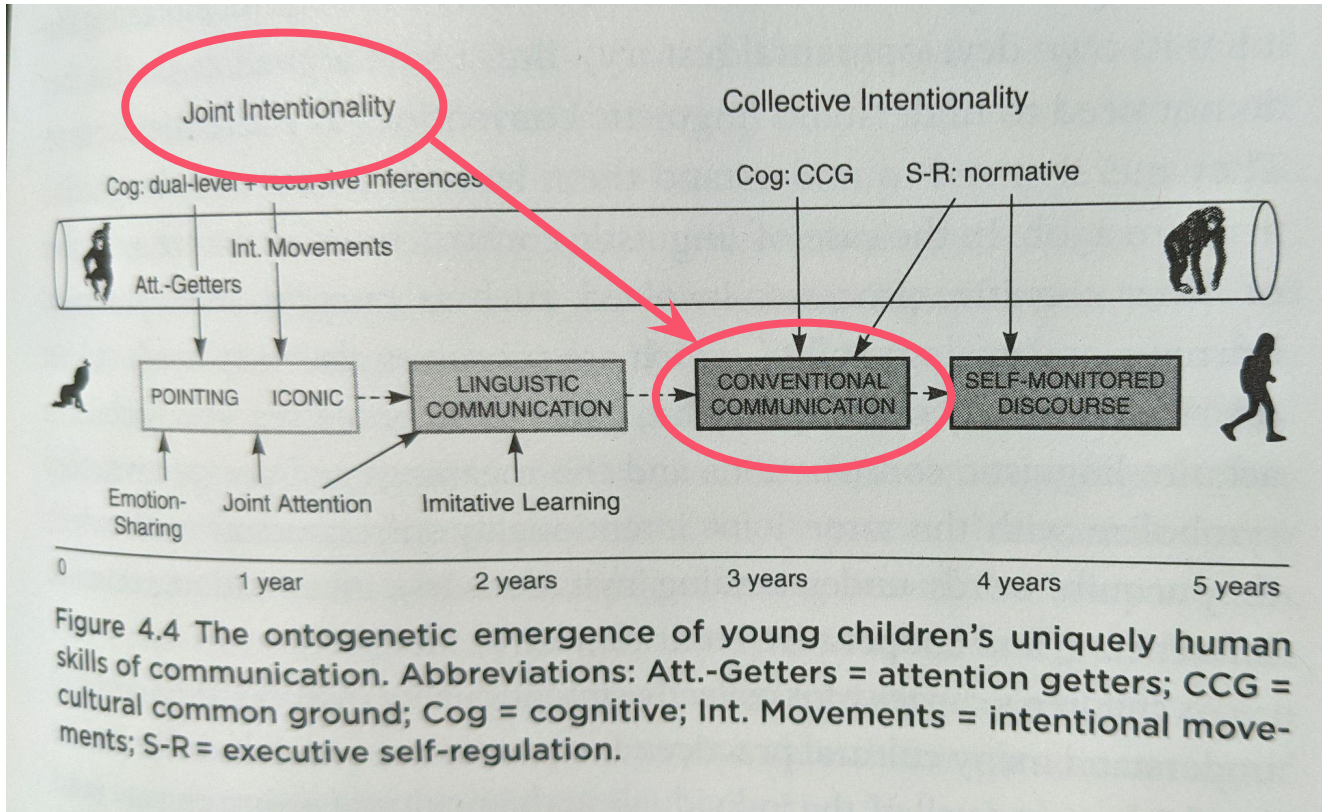 Joint Intentionality
Collective Intentionality
Cog: dual-level + recursive inferences
Cog: CCG
S-R: normative
Int. Movements
Att.-Getters
POINTING
ICONIC
LINGUISTIC
COMMUNICATION
CONVENTIONAL
COMMUNICATION
SELF-MONITORED
DISCOURSE
Emotion-
Sharing
Joint Attention
Imitative Learning
0
1 year
2 years
3 years
4 years
5 years
Figure 4.4 The ontogenetic emergence of young children's uniquely human
skills of communication. Abbreviations: Att.-Getters = attention getters; CCG =
cultural common ground; Cog = cognitive; Int. Movements = intentional move-
ments; S-R = executive self-regulation.